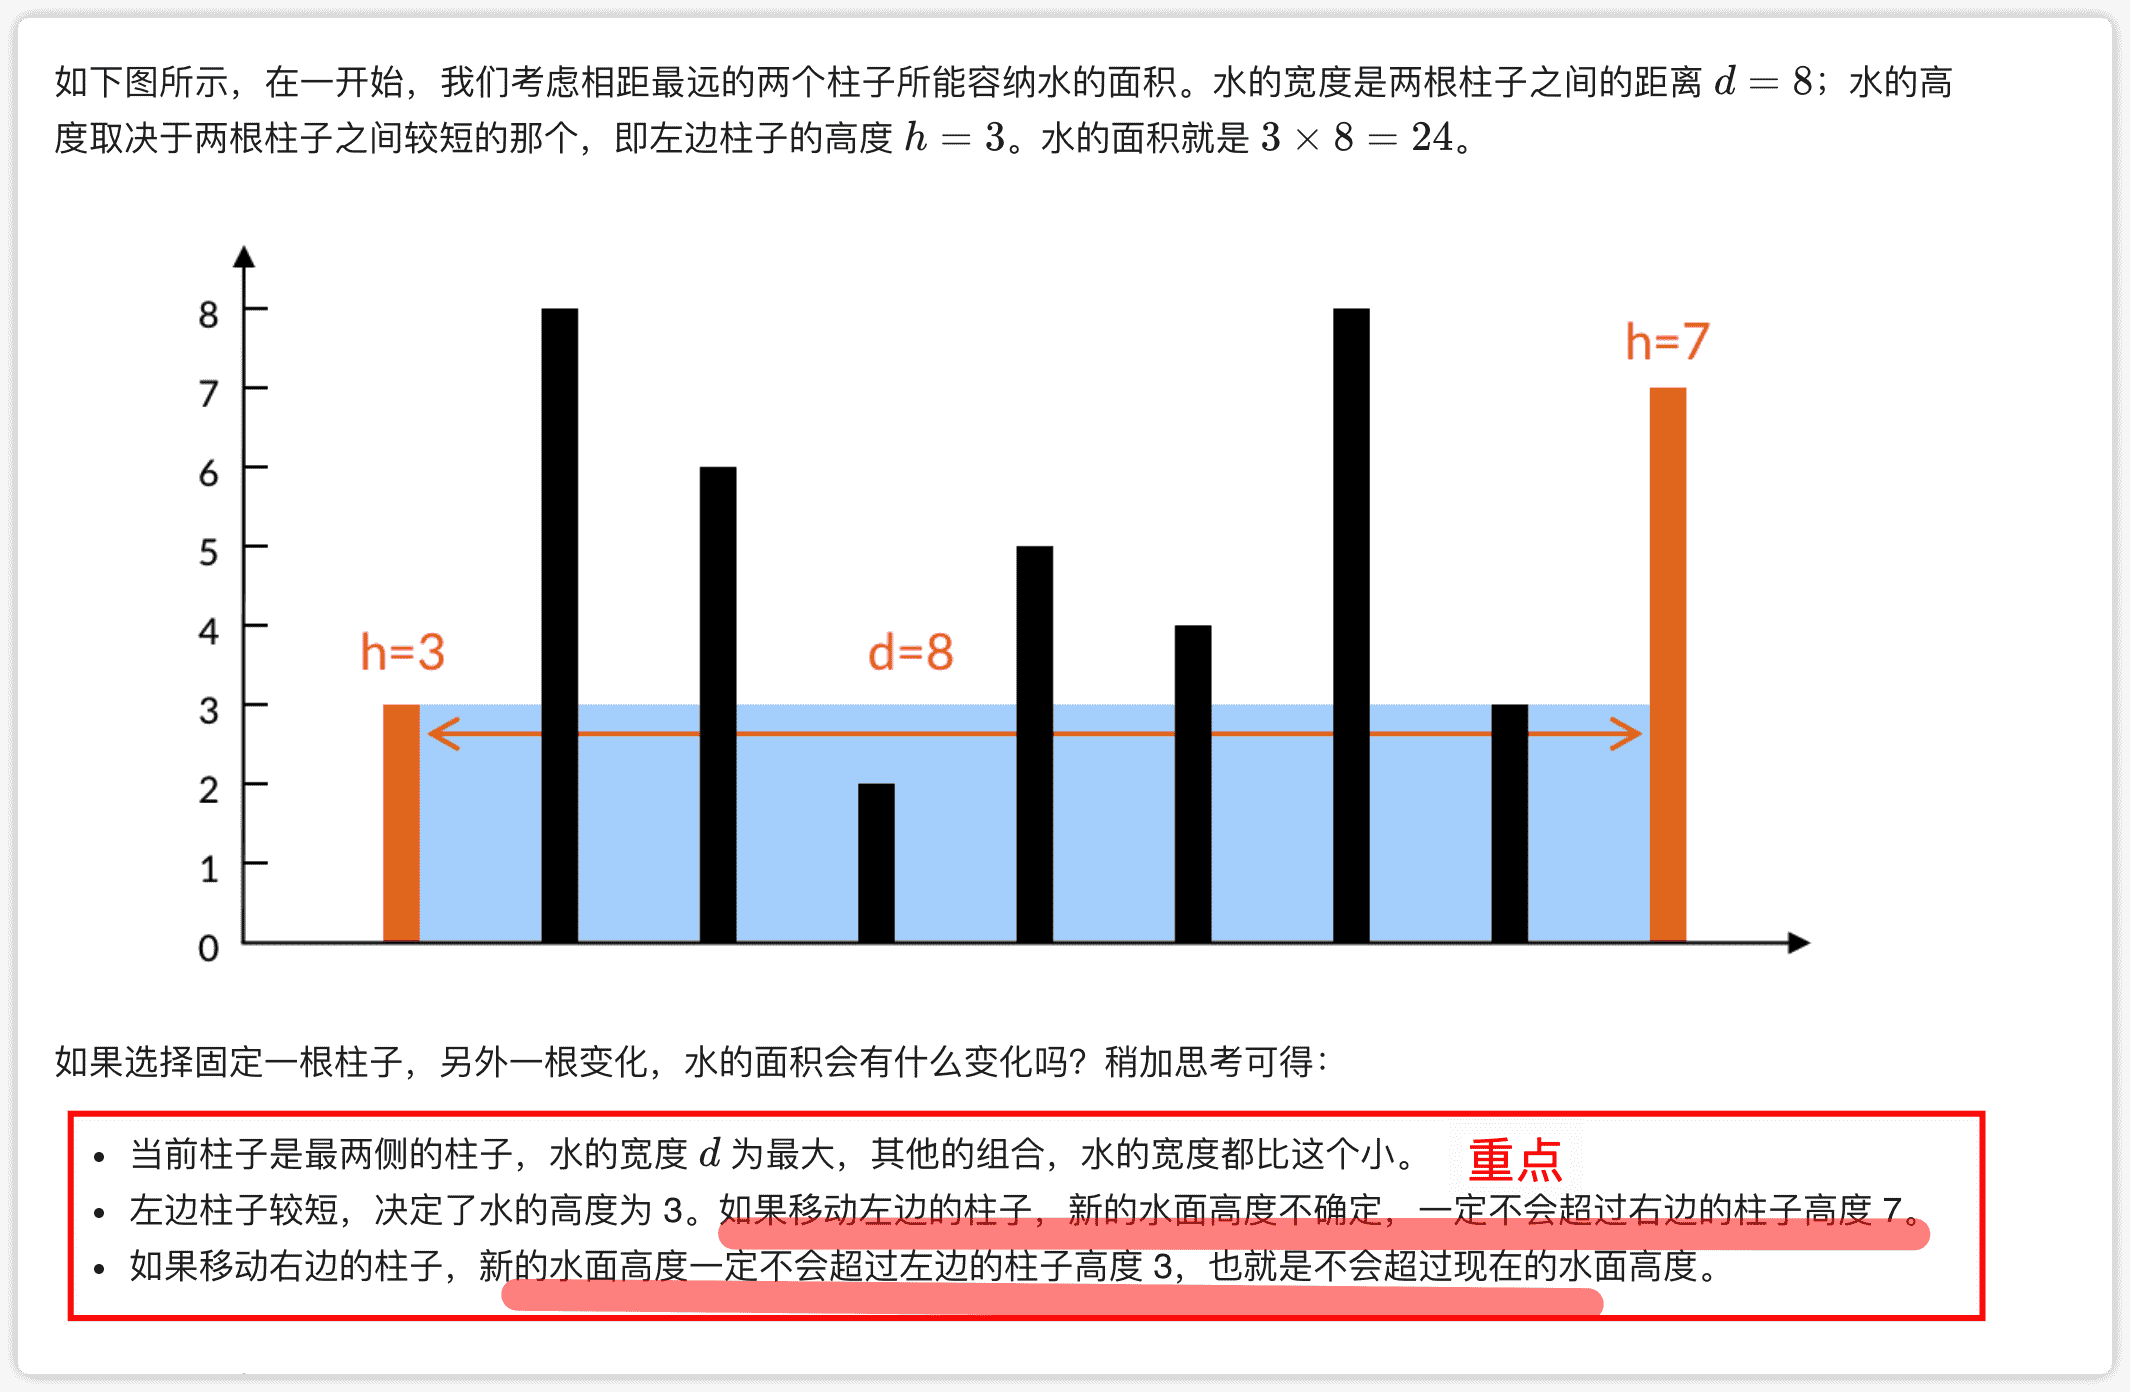 如下图所示，在一开始，我们考虑相距最远的两个柱子所能容纳水的面积。水的宽度是两根柱子之间的距离 d = 8；水的高
度取决于两根柱子之间较短的那个，即左边柱子的高度 h = 3。水的面积就是 3 × 8 = 24。
8
7
6
5
4
3
2
1
0
h=3
d=8
h=7
如果选择固定一根柱子，另外一根变化，水的面积会有什么变化吗？稍加思考可得：
• 当前柱子是最两侧的柱子，水的宽度 d 为最大，其他的组合，水的宽度都比这个小。
重点
• 左边柱子较短，决定了水的高度为 3。如果移动左边的柱子，新的水面高度不确定，一定不会超过右边的柱子高度 7。
• 如果移动右边的柱子，新的水面高度一定不会超过左边的柱子高度 3，也就是不会超过现在的水面高度。